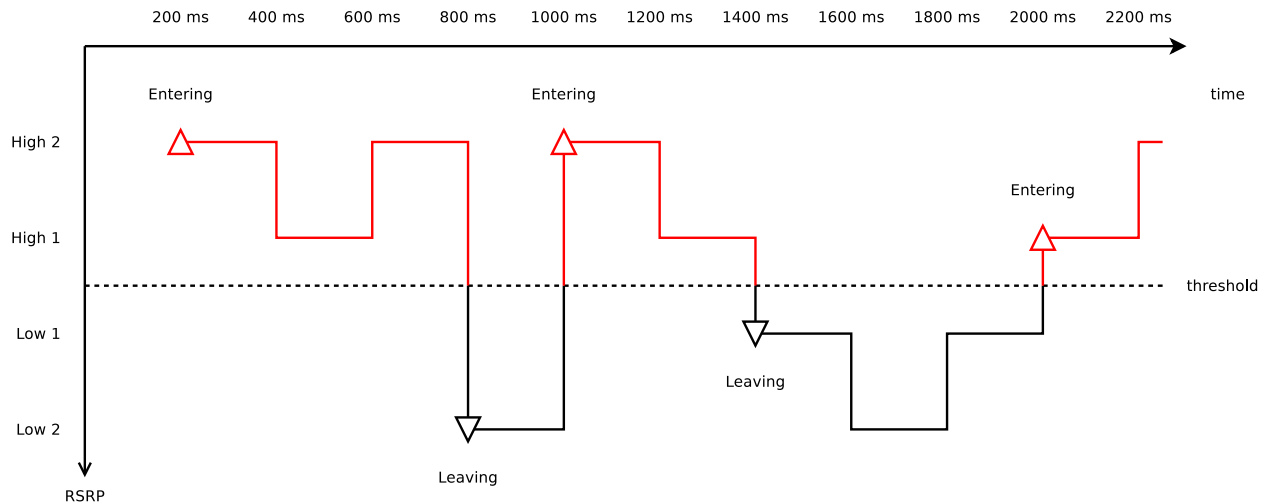 200 ms 400 ms 600 ms 800 ms 1000 ms 1200 ms 1400 ms 1600 ms 1800 ms 2000 ms 2200 ms
Entering Entering time
High 2
Entering
High 1
threshold
Low 1
Leaving
Low 2
Leaving
RSRP